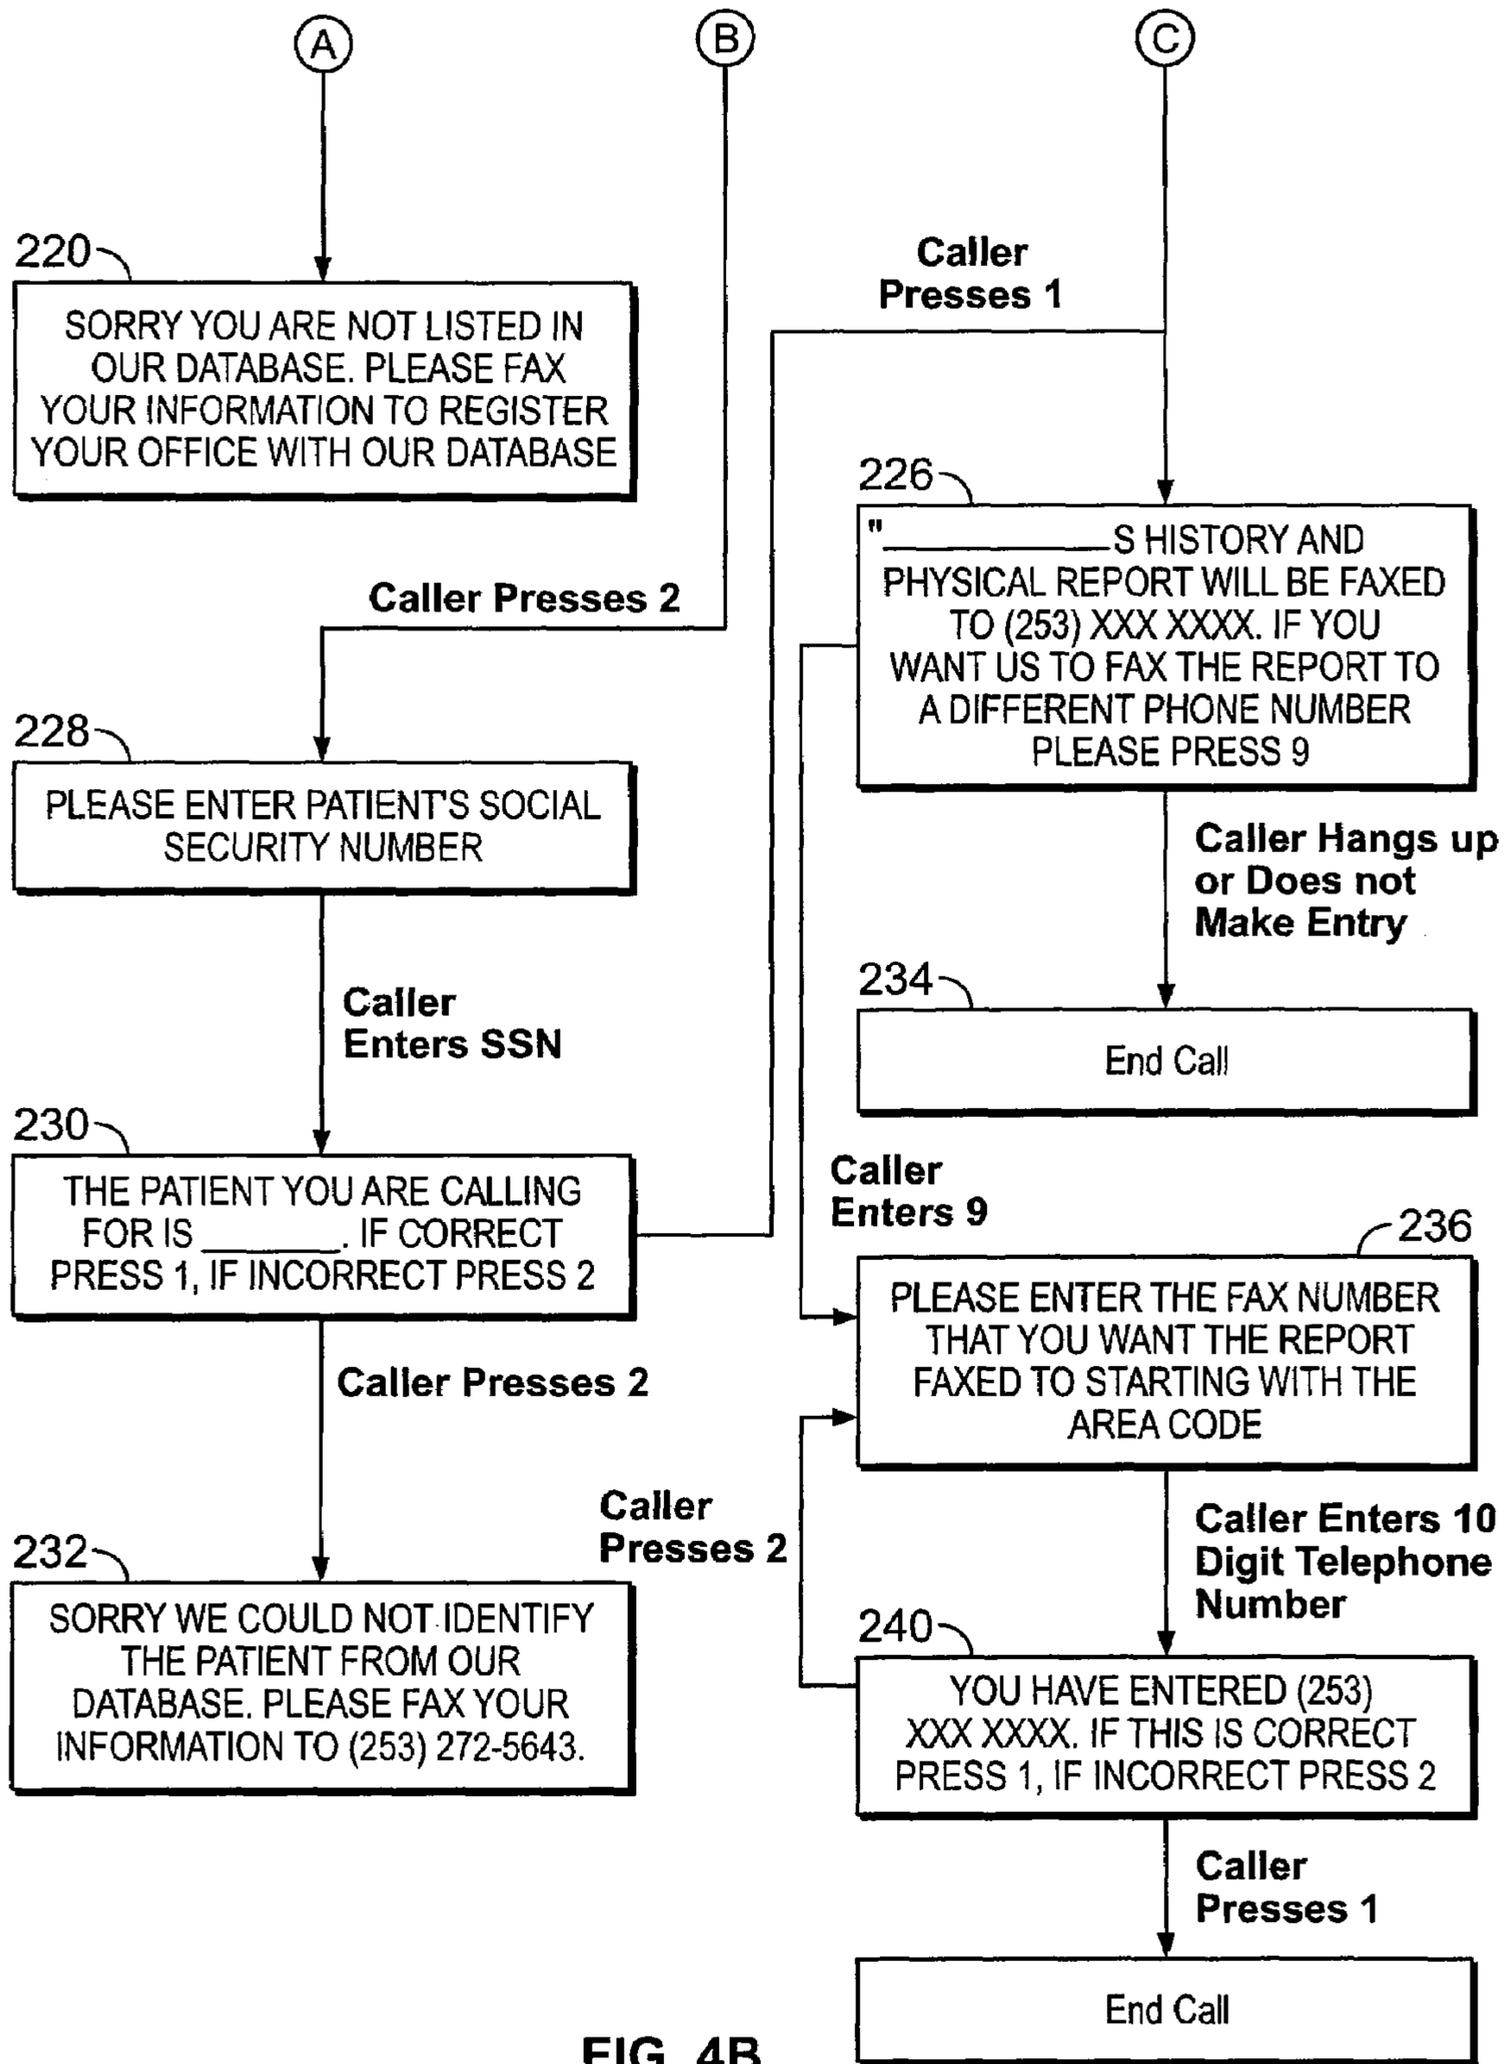 A
B
C
220
SORRY YOU ARE NOT LISTED IN
OUR DATABASE. PLEASE FAX
YOUR INFORMATION TO REGISTER
YOUR OFFICE WITH OUR DATABASE
Caller Presses 2
228
PLEASE ENTER PATIENT'S SOCIAL
SECURITY NUMBER
Caller
Enters SSN
230
THE PATIENT YOU ARE CALLING
FOR IS ________. IF CORRECT
PRESS 1, IF INCORRECT PRESS 2
Caller Presses 2
232
SORRY WE COULD NOT IDENTIFY
THE PATIENT FROM OUR
DATABASE. PLEASE FAX YOUR
INFORMATION TO (253) 272-5643.
Caller
Presses 1
226
"____________S HISTORY AND
PHYSICAL REPORT WILL BE FAXED
TO (253) XXX XXXX. IF YOU
WANT US TO FAX THE REPORT TO
A DIFFERENT PHONE NUMBER
PLEASE PRESS 9
Caller Hangs up
or Does not
Make Entry
234
End Call
Caller
Enters 9
236
PLEASE ENTER THE FAX NUMBER
THAT YOU WANT THE REPORT
FAXED TO STARTING WITH THE
AREA CODE
Caller
Presses 2
Caller Enters 10
Digit Telephone
Number
240
YOU HAVE ENTERED (253)
XXX XXXX. IF THIS IS CORRECT
PRESS 1, IF INCORRECT PRESS 2
Caller
Presses 1
End Call
FIG. 4B